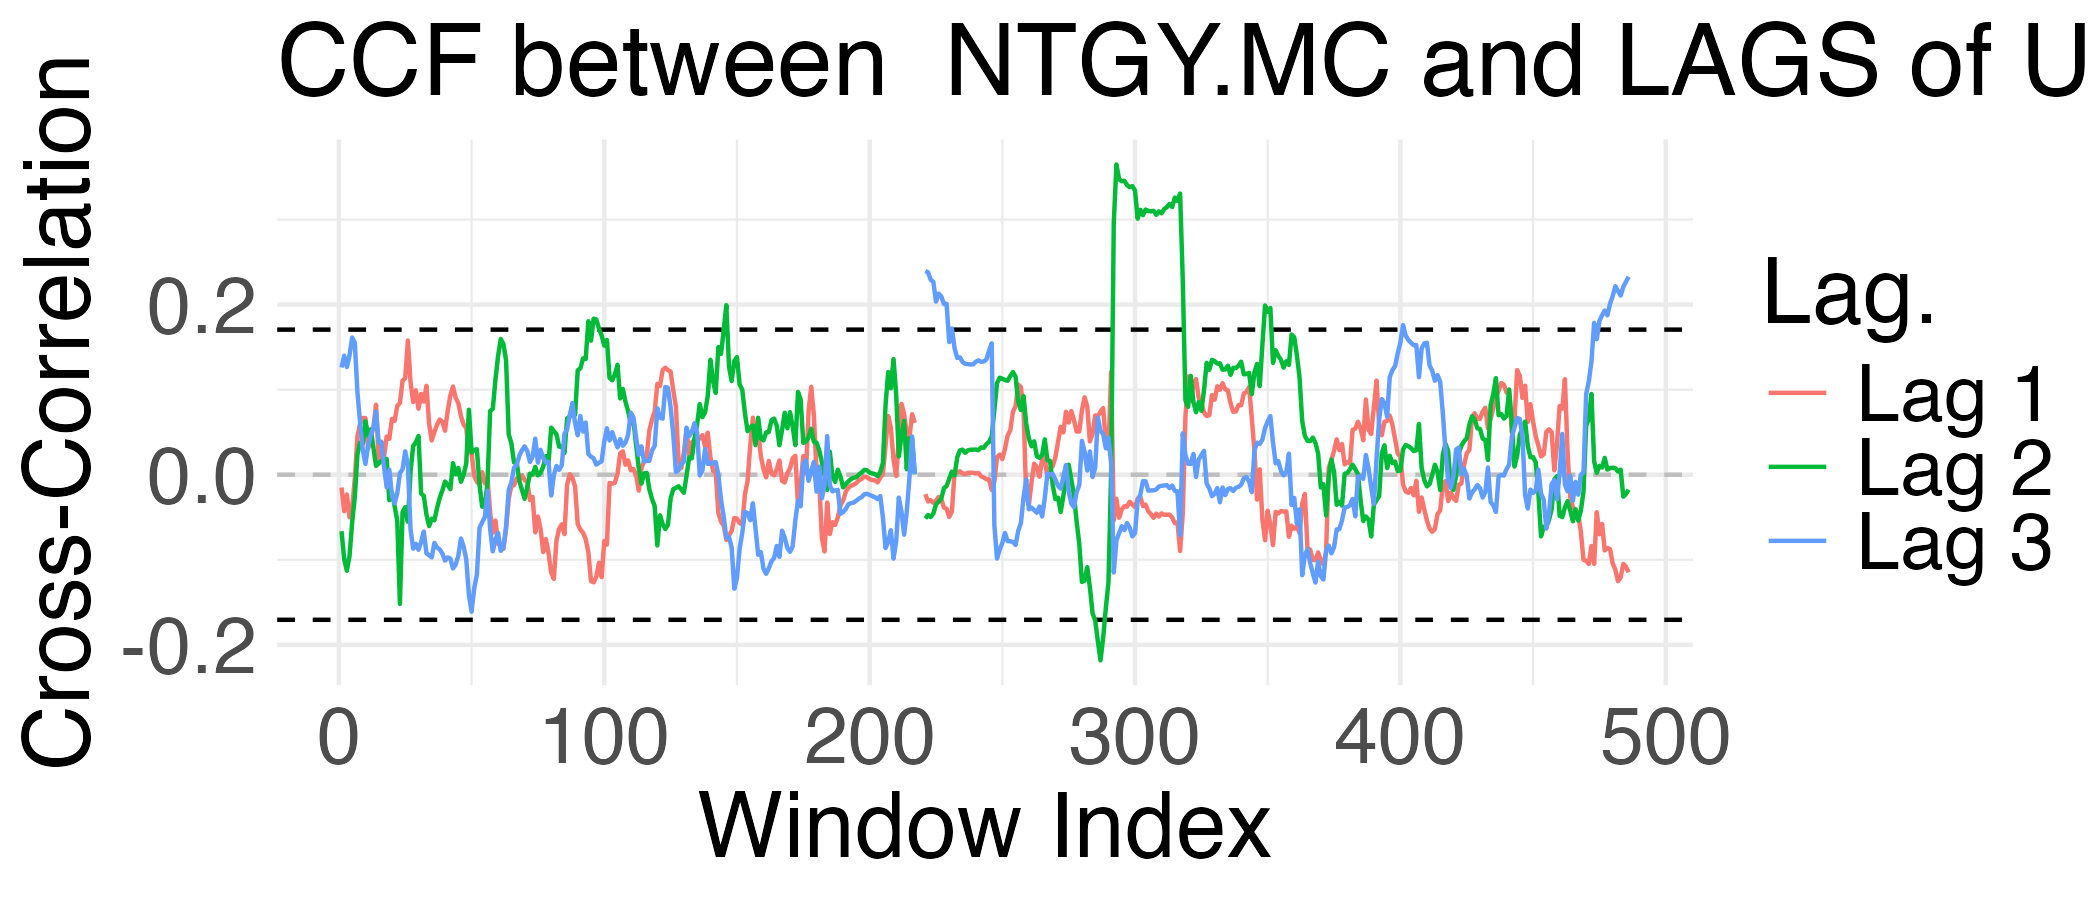 CCF between NTGY.MC and LAGS of U
Cross-Correlation
0.2
0.0
-0.2
0 100 200 300 400 500
Window Index
Lag.
Lag 1
Lag 2
Lag 3